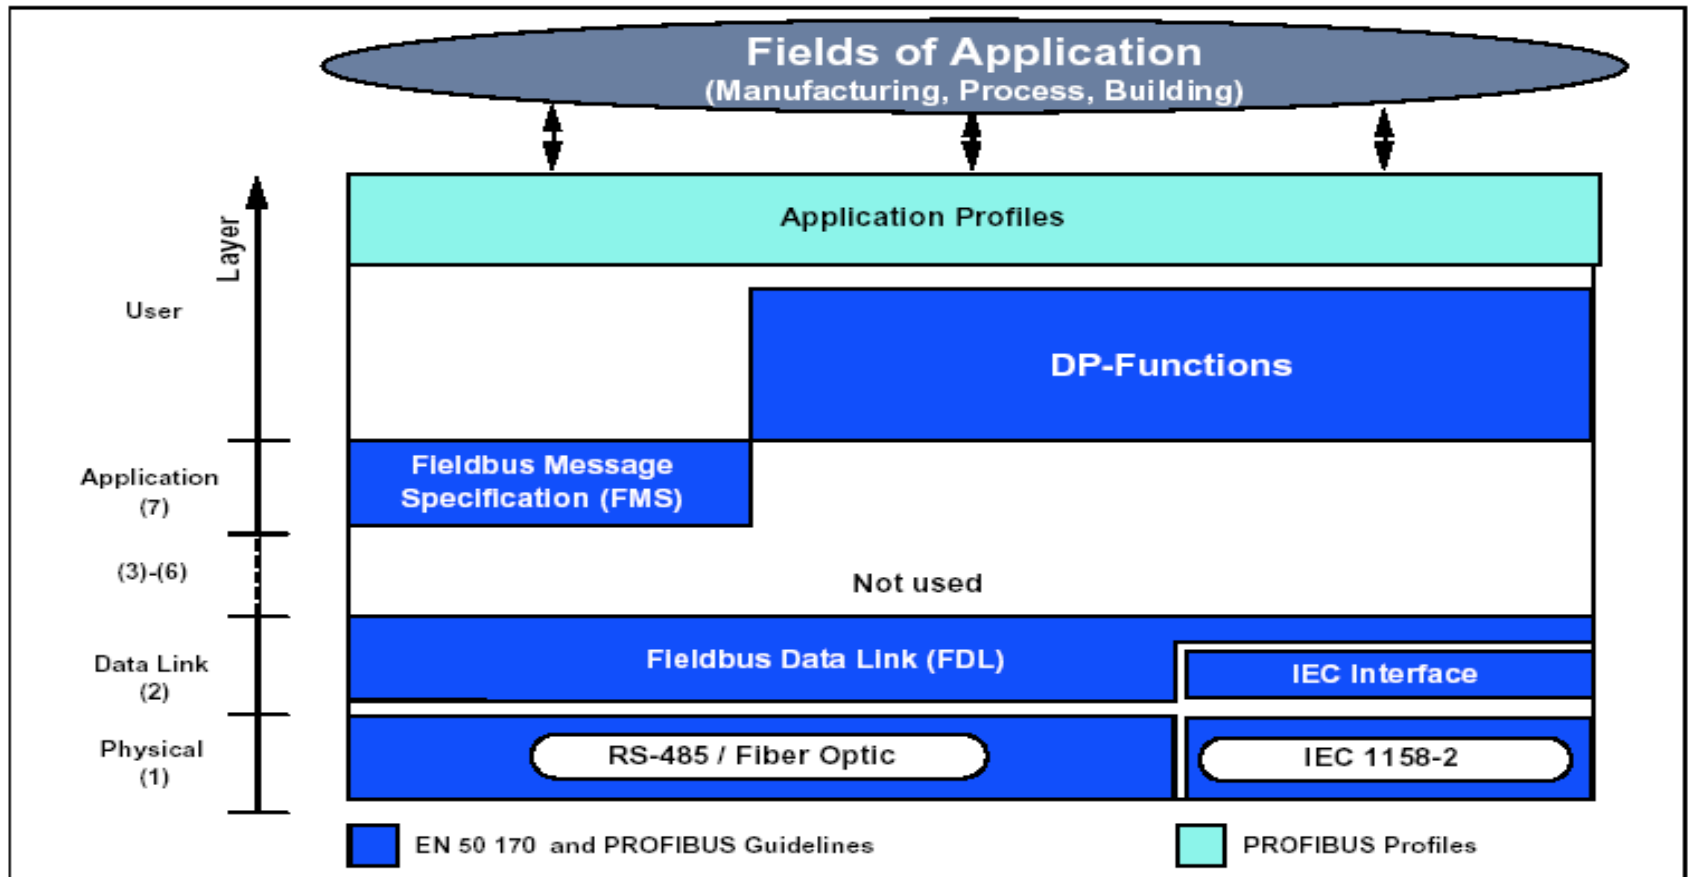 Fields of Application
(Manufacturing, Process, Building)
Layer
Application Profiles
User
DP-Functions
Application
(7)
Fieldbus Message
Specification (FMS)
(3)-(6)
Not used
Data Link
(2)
Fieldbus Data Link (FDL)
IEC Interface
Physical
(1)
RS-485 / Fiber Optic
IEC 1158-2
EN 50 170 and PROFIBUS Guidelines
PROFIBUS Profiles